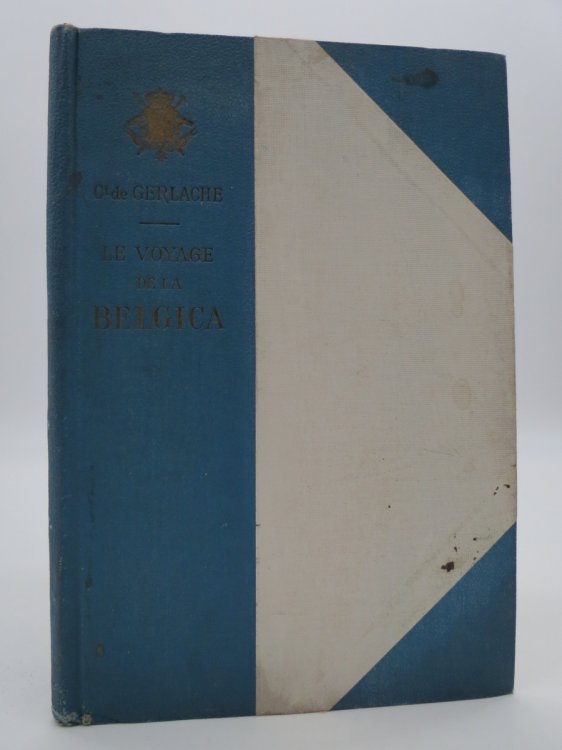 Ct de GERLACHE
LE VOYAGE
DE LA
BELGICA